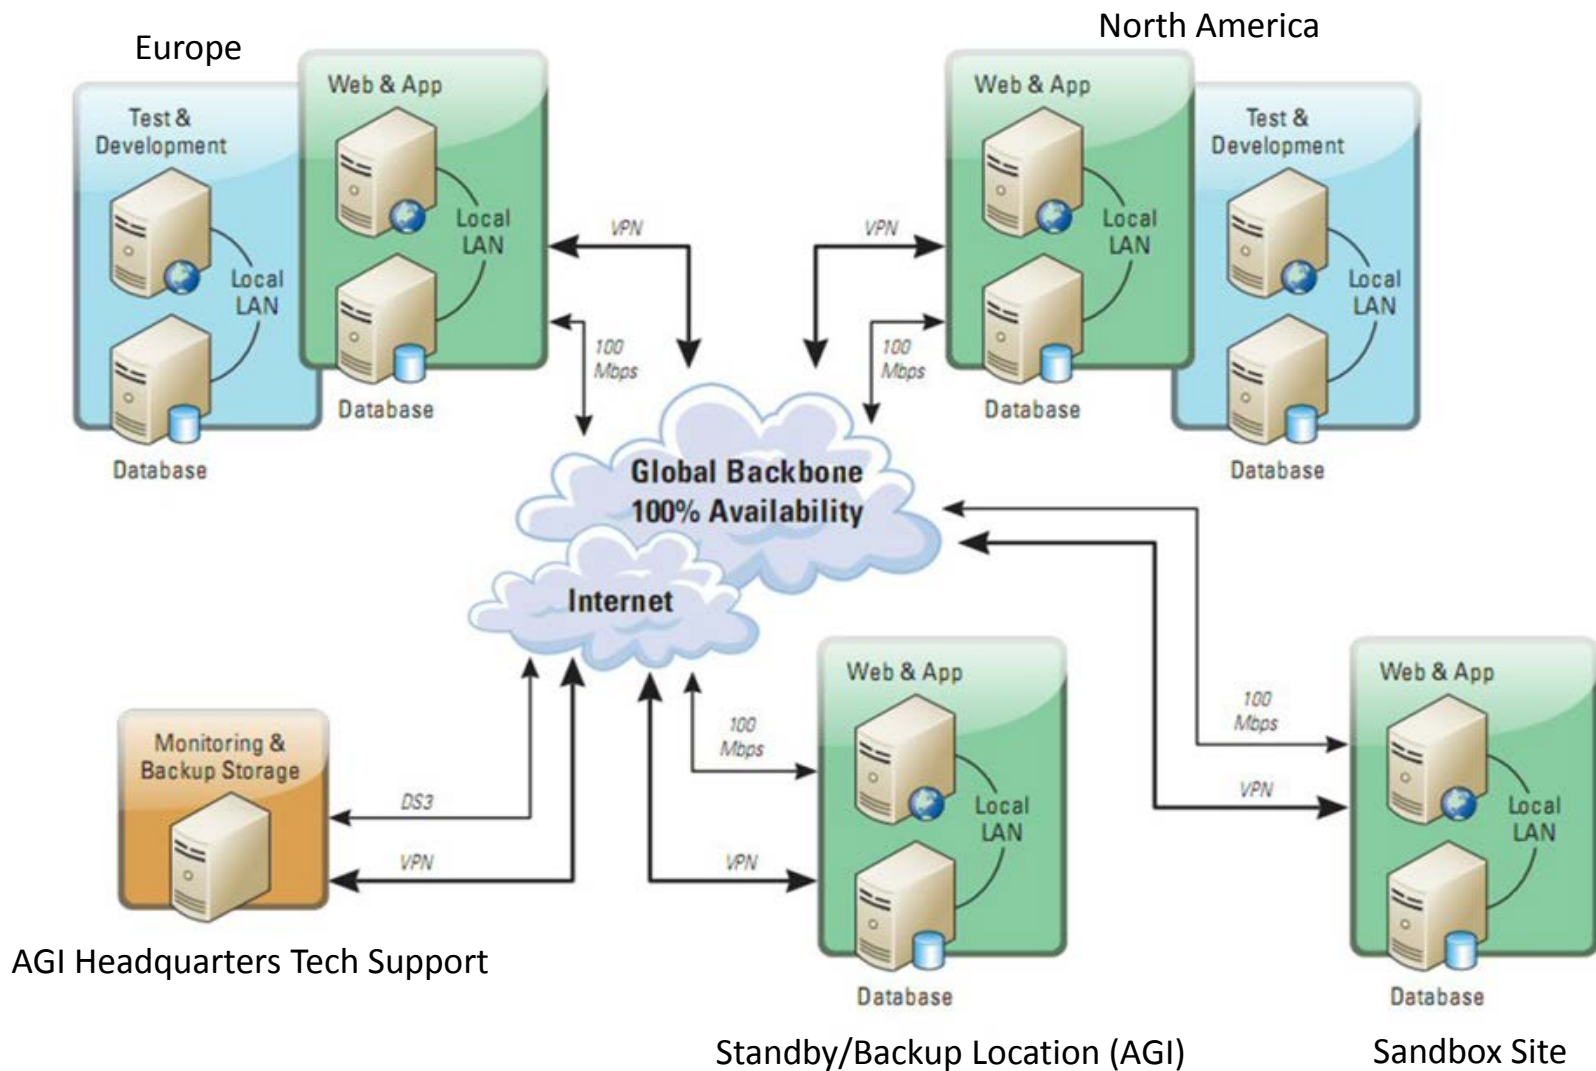 Europe
North America
Web & App
Test &
Development
Local
LAN
Local
LAN
Database
Database
VPN
100
Mbps
Web & App
Test &
Development
Local
LAN
Local
LAN
Database
Database
VPN
100
Mbps
Global Backbone
100% Availability
Internet
Monitoring &
Backup Storage
DS3
VPN
AGI Headquarters Tech Support
100
Mbps
VPN
Web & App
Local
LAN
Database
Standby/Backup Location (AGI)
100
Mbps
VPN
Web & App
Local
LAN
Database
Sandbox Site